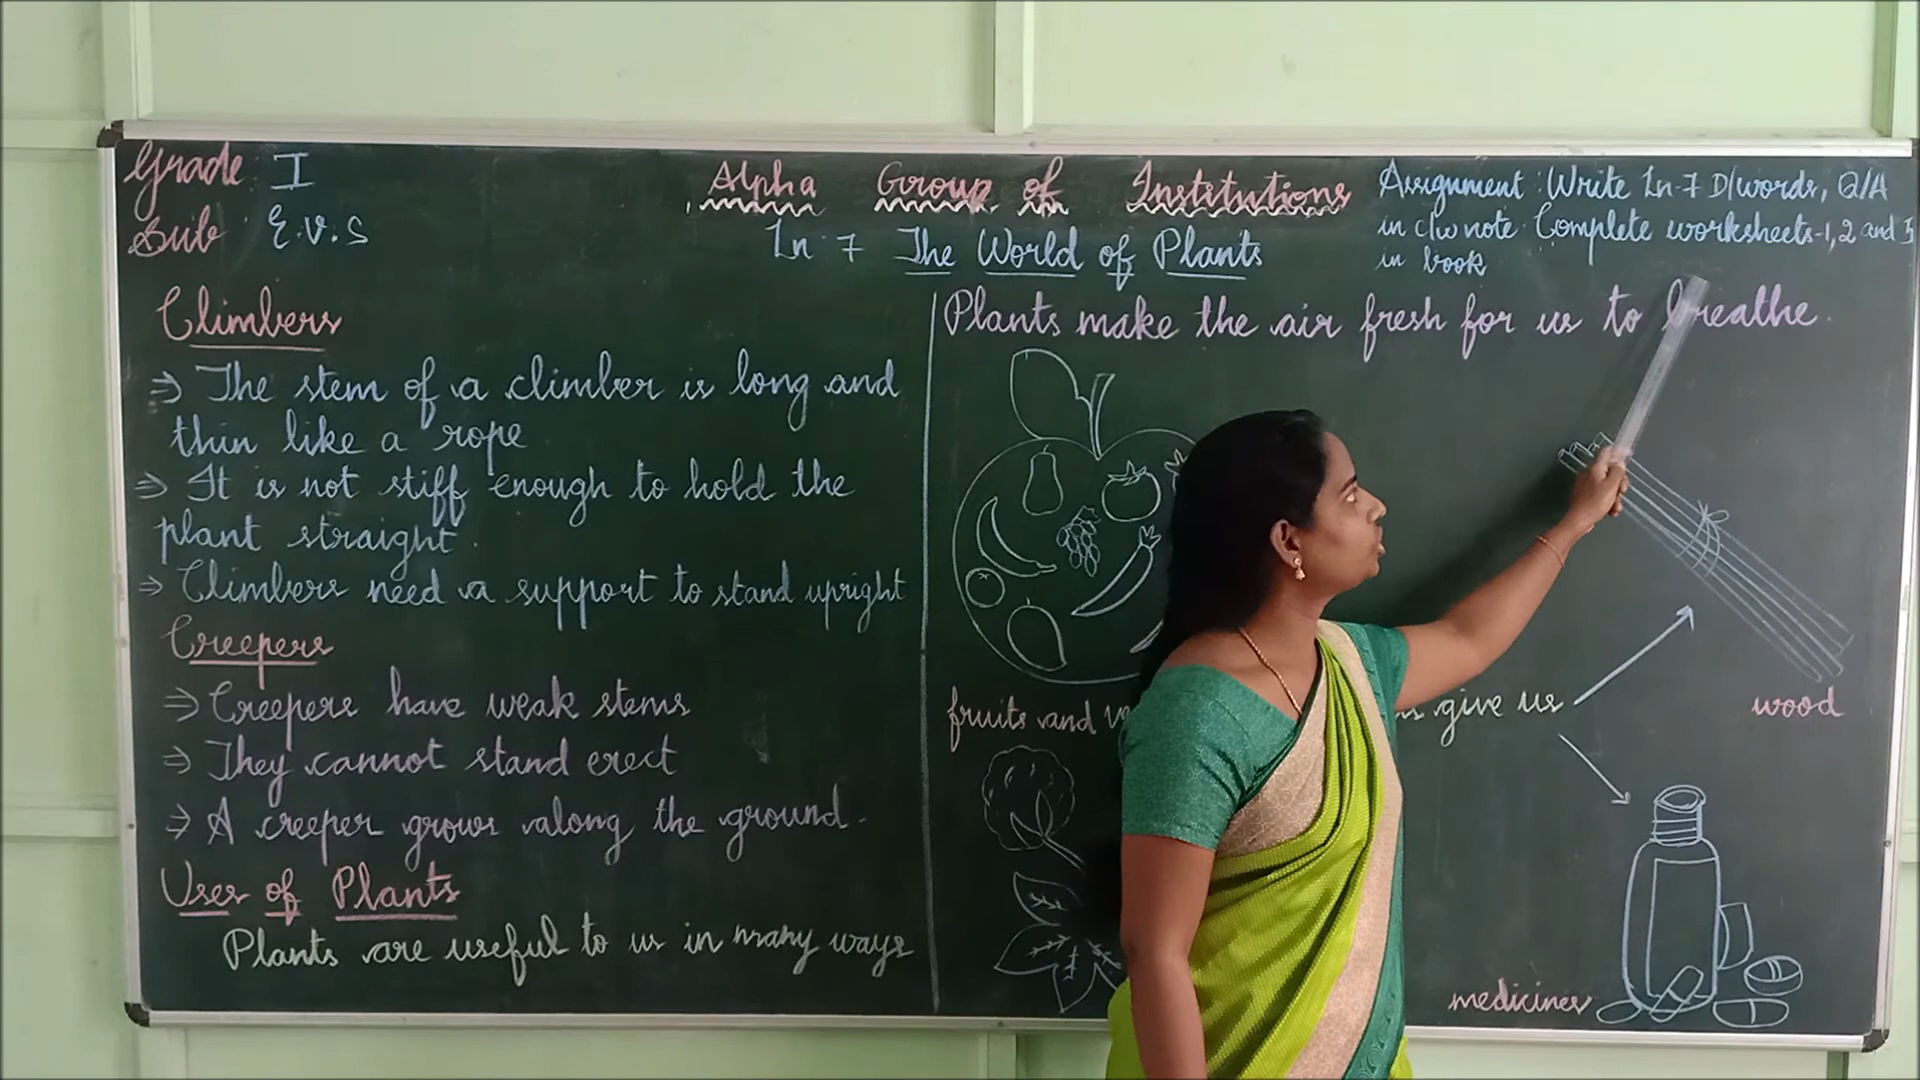 Grade: I
Sub: E.V.S
Alpha Group of Institutions
Ln: 7 The World of Plants
Assignment: Write Ln-7 D/words, Q/A
in c/w note. Complete worksheets-1, 2 and 3
in book
Climbers
⇒ The stem of a climber is long and
thin like a rope
⇒ It is not stiff enough to hold the
plant straight.
⇒ Climbers need a support to stand upright
Creepers
⇒ Creepers have weak stems
⇒ They cannot stand erect
⇒ A creeper grows along the ground.
Uses of Plants
Plants are useful to us in many ways
Plants make the air fresh for us to breathe.
fruits and
give us
wood
medicines